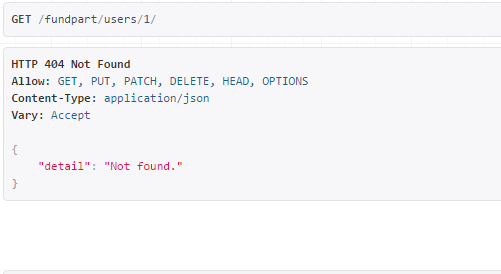 GET /fundpart/users/1/
HTTP 404 Not Found
Allow: GET, PUT, PATCH, DELETE, HEAD, OPTIONS
Content-Type: application/json
Vary: Accept
{
"detail": "Not found."
}